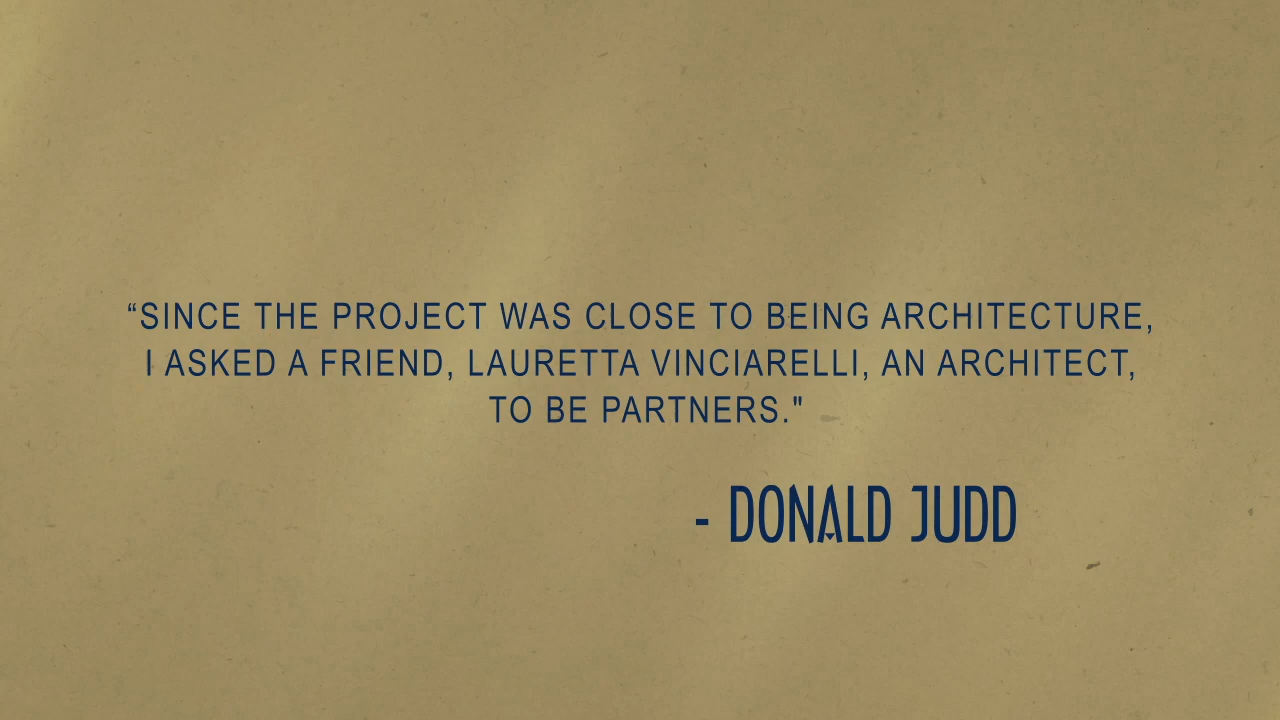 “SINCE THE PROJECT WAS CLOSE TO BEING ARCHITECTURE,
I ASKED A FRIEND, LAURETTA VINCIARELLI, AN ARCHITECT,
TO BE PARTNERS."
- DONALD JUDD